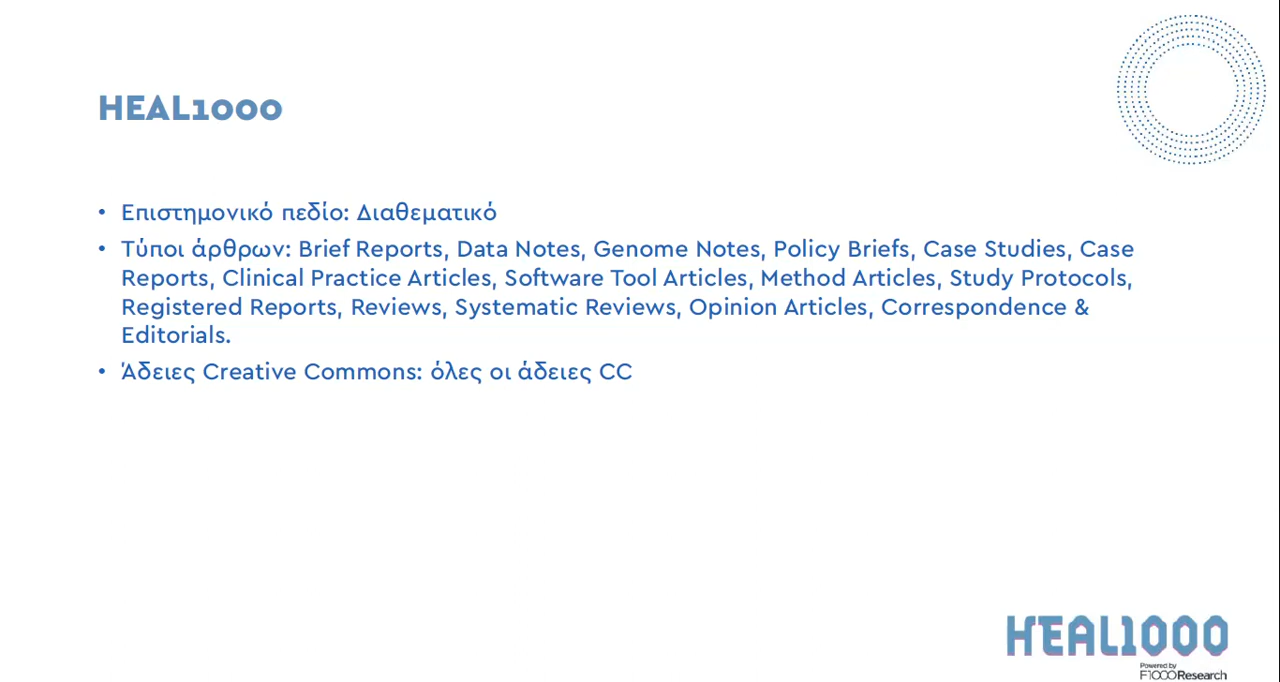 HEAL1000
• Επιστημονικό πεδίο: Διαθεματικό
• Τύποι άρθρων: Brief Reports, Data Notes, Genome Notes, Policy Briefs, Case Studies, Case
Reports, Clinical Practice Articles, Software Tool Articles, Method Articles, Study Protocols,
Registered Reports, Reviews, Systematic Reviews, Opinion Articles, Correspondence &
Editorials.
• Άδειες Creative Commons: όλες οι άδειες CC
HEAL1000
Powered by
F1000Research